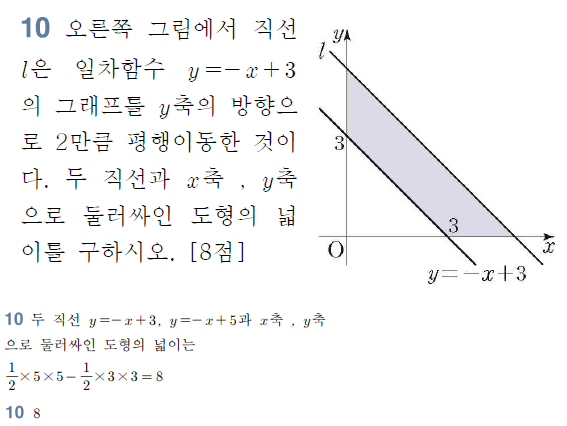 10 오른쪽 그림에서 직선
l은 일차함수 y=-x+3
의 그래프를 y축의 방향으
로 2만큼 평행이동한 것이
다. 두 직선과 x축 , y축
으로 둘러싸인 도형의 넓
이를 구하시오. [8점]
y
l
3
3
O
x
y=-x+3
10 두 직선 y=-x+3, y=-x+5과 x축 , y축
으로 둘러싸인 도형의 넓이는
1/2×5×5-1/2×3×3=8
10 8